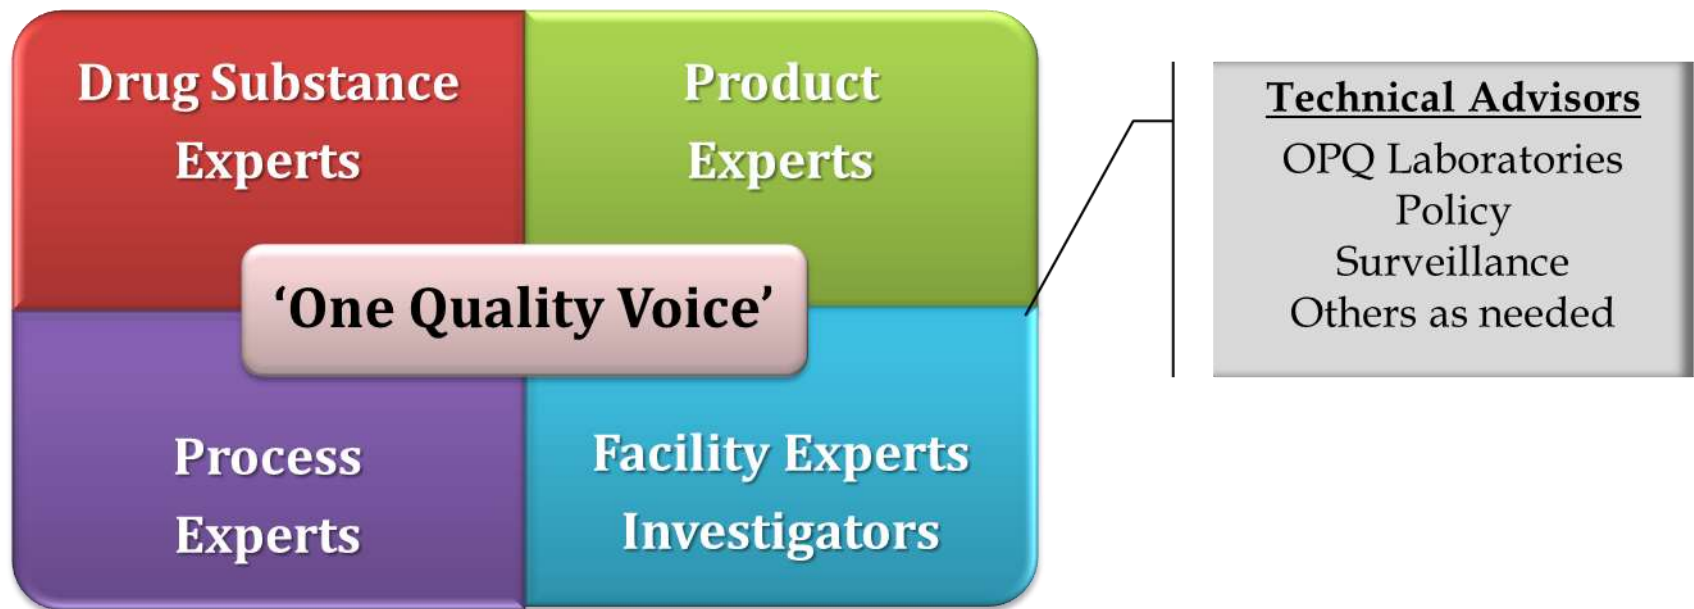 Drug Substance
Experts
Product
Experts
‘One Quality Voice’
Process
Experts
Facility Experts
Investigators
Technical Advisors
OPQ Laboratories
Policy
Surveillance
Others as needed